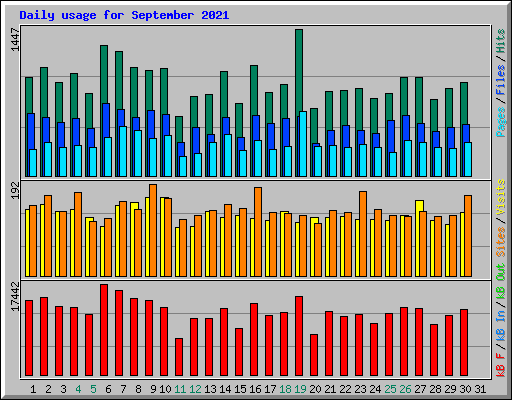 Daily usage for September 2021
1447
Pages / Files / Hits
192
kB F / kB In / kB Out Sites / Visits
17442
1 2 3 4 5 6 7 8 9 10 11 12 13 14 15 16 17 18 19 20 21 22 23 24 25 26 27 28 29 30 31